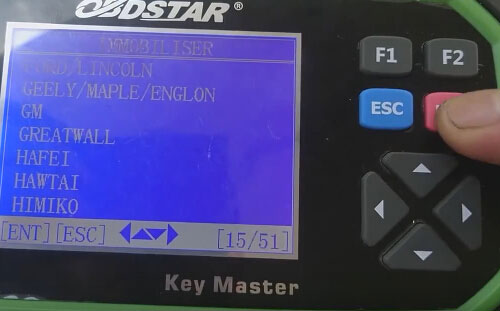 OBDSTAR®
IMMOBILISER
FORD/LINCOLN
GEELY/MAPLE/ENGLON
GM
GREATWALL
HAFEI
HAWTAI
HIMIKO
[ENT][ESC] [15/51]
F1 F2
ESC
Key Master